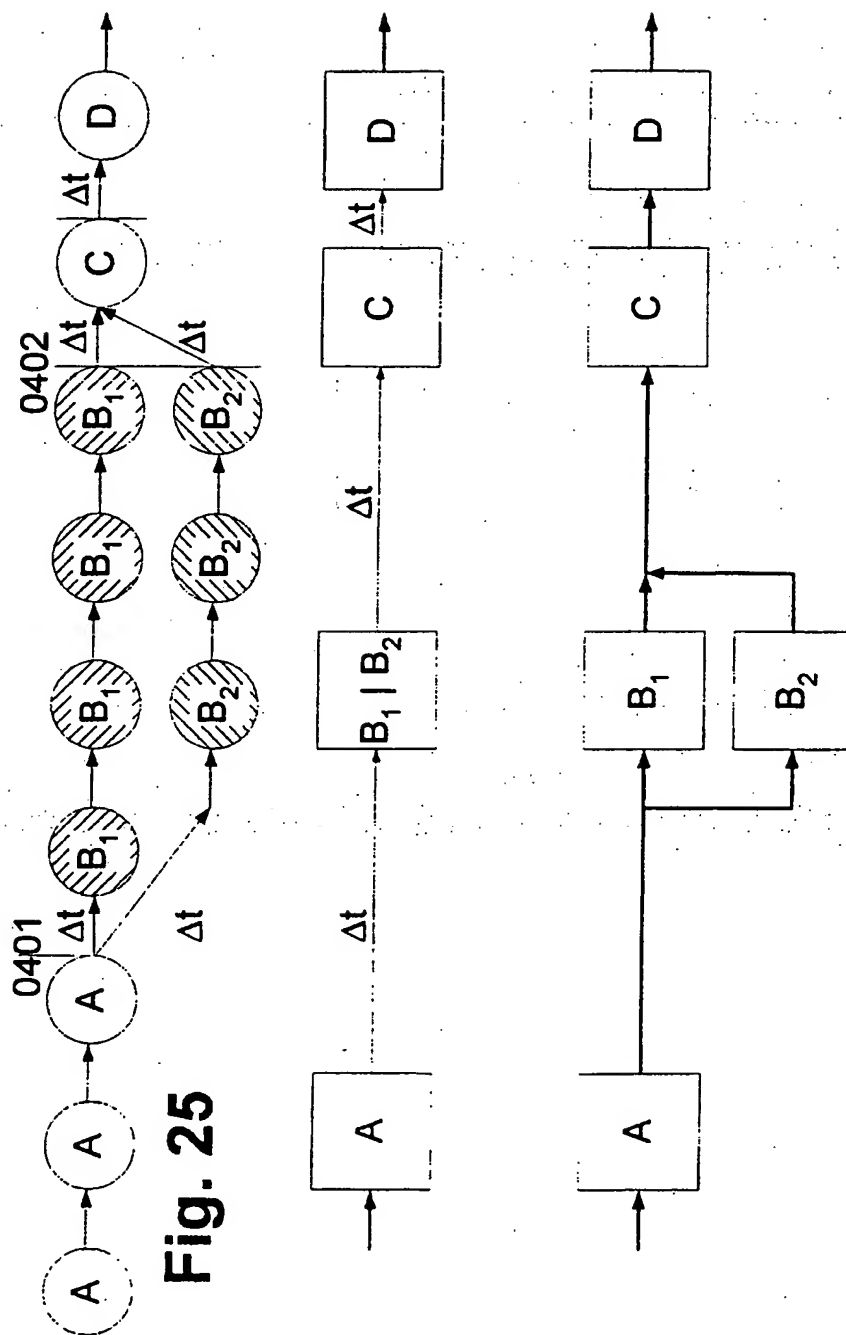 0401 0402
A A A Δt B₁ B₁ B₁ B₁ Δt C Δt D
Δt B₂ B₂ B₂ Δt
Fig. 25
A Δt B₁ | B₂ Δt C Δt D
A B₁ C D
B₂